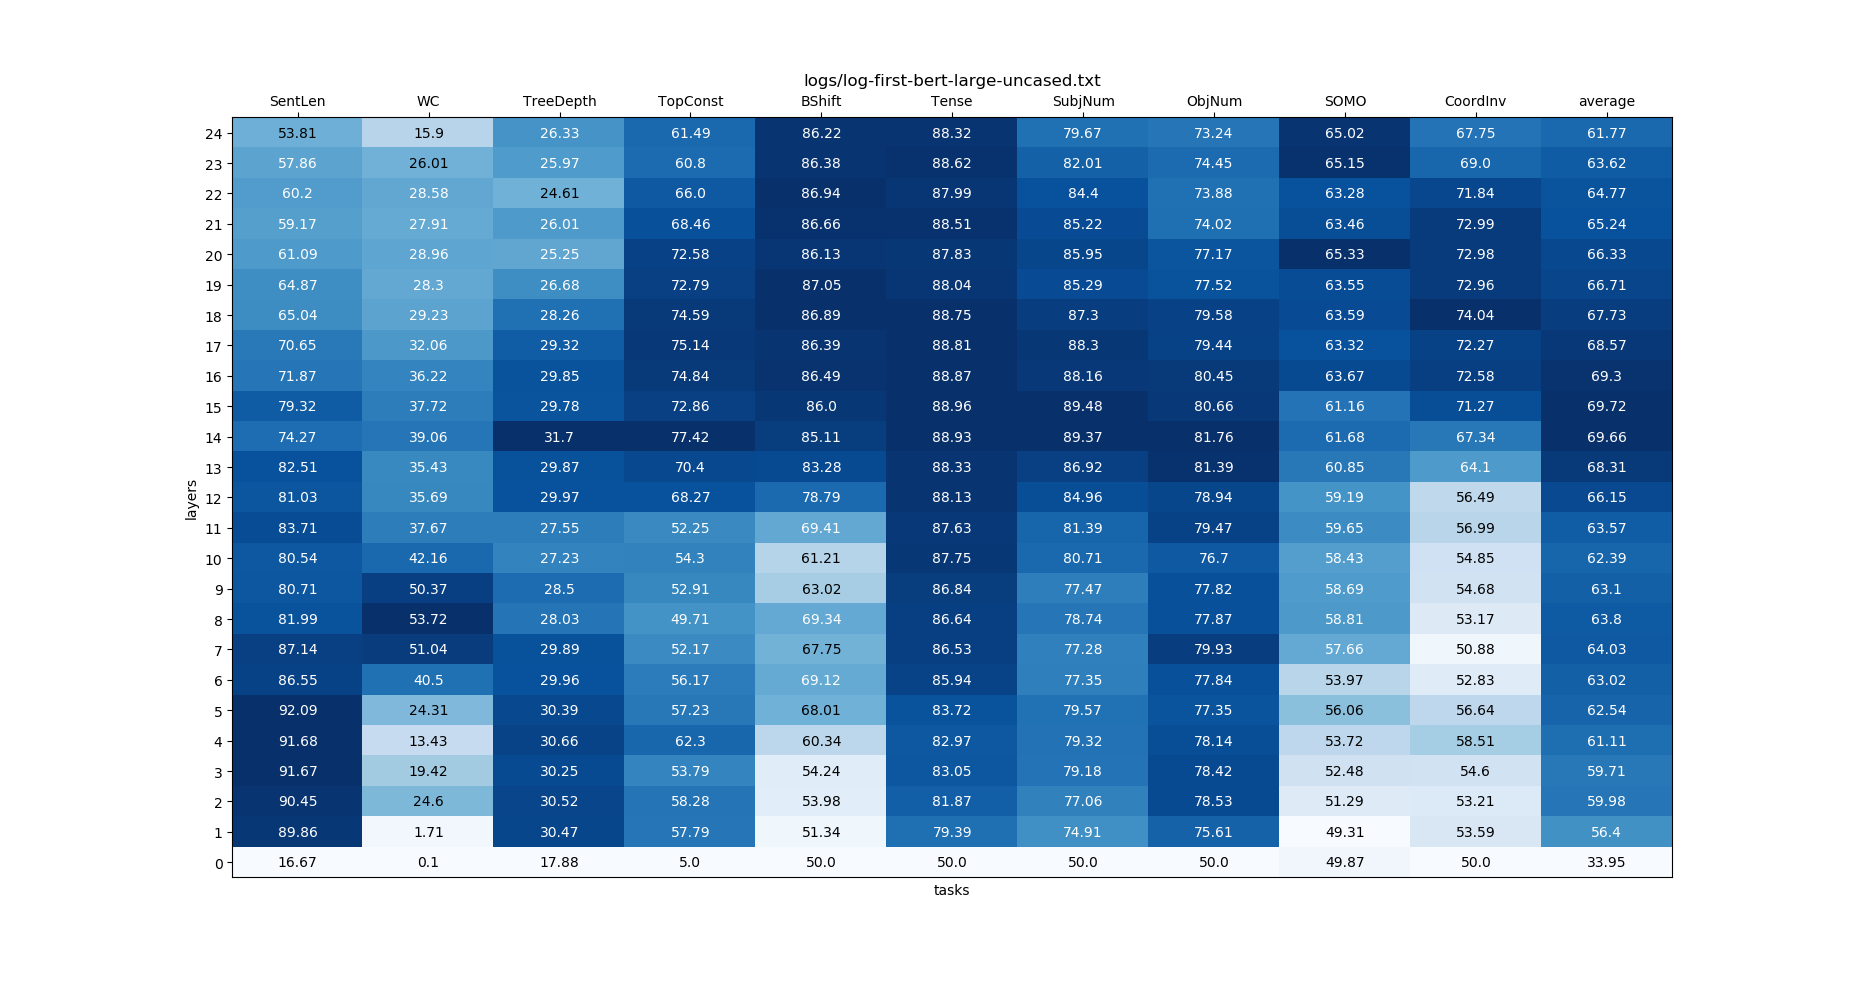 logs/log-first-bert-large-uncased.txt
SentLen WC TreeDepth TopConst BShift Tense SubjNum ObjNum SOMO CoordInv average
24 53.81 15.9 26.33 61.49 86.22 88.32 79.67 73.24 65.02 67.75 61.77
23 57.86 26.01 25.97 60.8 86.38 88.62 82.01 74.45 65.15 69.0 63.62
22 60.2 28.58 24.61 66.0 86.94 87.99 84.4 73.88 63.28 71.84 64.77
21 59.17 27.91 26.01 68.46 86.66 88.51 85.22 74.02 63.46 72.99 65.24
20 61.09 28.96 25.25 72.58 86.13 87.83 85.95 77.17 65.33 72.98 66.33
19 64.87 28.3 26.68 72.79 87.05 88.04 85.29 77.52 63.55 72.96 66.71
18 65.04 29.23 28.26 74.59 86.89 88.75 87.3 79.58 63.59 74.04 67.73
17 70.65 32.06 29.32 75.14 86.39 88.81 88.3 79.44 63.32 72.27 68.57
16 71.87 36.22 29.85 74.84 86.49 88.87 88.16 80.45 63.67 72.58 69.3
15 79.32 37.72 29.78 72.86 86.0 88.96 89.48 80.66 61.16 71.27 69.72
14 74.27 39.06 31.7 77.42 85.11 88.93 89.37 81.76 61.68 67.34 69.66
13 82.51 35.43 29.87 70.4 83.28 88.33 86.92 81.39 60.85 64.1 68.31
12 81.03 35.69 29.97 68.27 78.79 88.13 84.96 78.94 59.19 56.49 66.15
layers
11 83.71 37.67 27.55 52.25 69.41 87.63 81.39 79.47 59.65 56.99 63.57
10 80.54 42.16 27.23 54.3 61.21 87.75 80.71 76.7 58.43 54.85 62.39
9 80.71 50.37 28.5 52.91 63.02 86.84 77.47 77.82 58.69 54.68 63.1
8 81.99 53.72 28.03 49.71 69.34 86.64 78.74 77.87 58.81 53.17 63.8
7 87.14 51.04 29.89 52.17 67.75 86.53 77.28 79.93 57.66 50.88 64.03
6 86.55 40.5 29.96 56.17 69.12 85.94 77.35 77.84 53.97 52.83 63.02
5 92.09 24.31 30.39 57.23 68.01 83.72 79.57 77.35 56.06 56.64 62.54
4 91.68 13.43 30.66 62.3 60.34 82.97 79.32 78.14 53.72 58.51 61.11
3 91.67 19.42 30.25 53.79 54.24 83.05 79.18 78.42 52.48 54.6 59.71
2 90.45 24.6 30.52 58.28 53.98 81.87 77.06 78.53 51.29 53.21 59.98
1 89.86 1.71 30.47 57.79 51.34 79.39 74.91 75.61 49.31 53.59 56.4
0 16.67 0.1 17.88 5.0 50.0 50.0 50.0 50.0 49.87 50.0 33.95
tasks